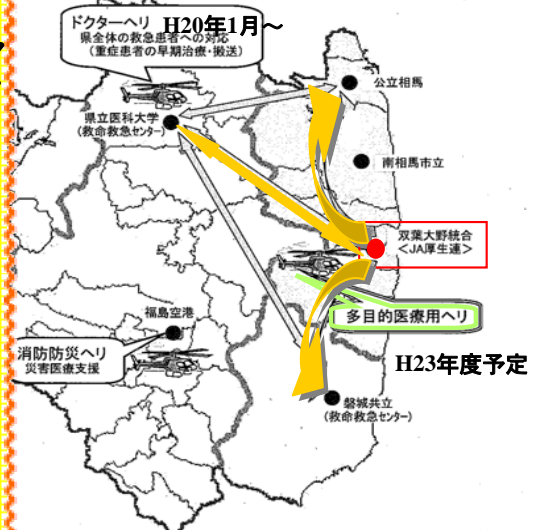 ドクターヘリ
H20年1月～
県全体の救急患者への対応
（重症患者の早期治療・搬送）
公立相馬
県立医科大学
(救命救急センター)
南相馬市立
双葉大野統合
＜JA厚生連＞
福島空港
多目的医療用ヘリ
消防防災ヘリ
災害医療支援
H23年度予定
磐城共立
(救命救急センター)